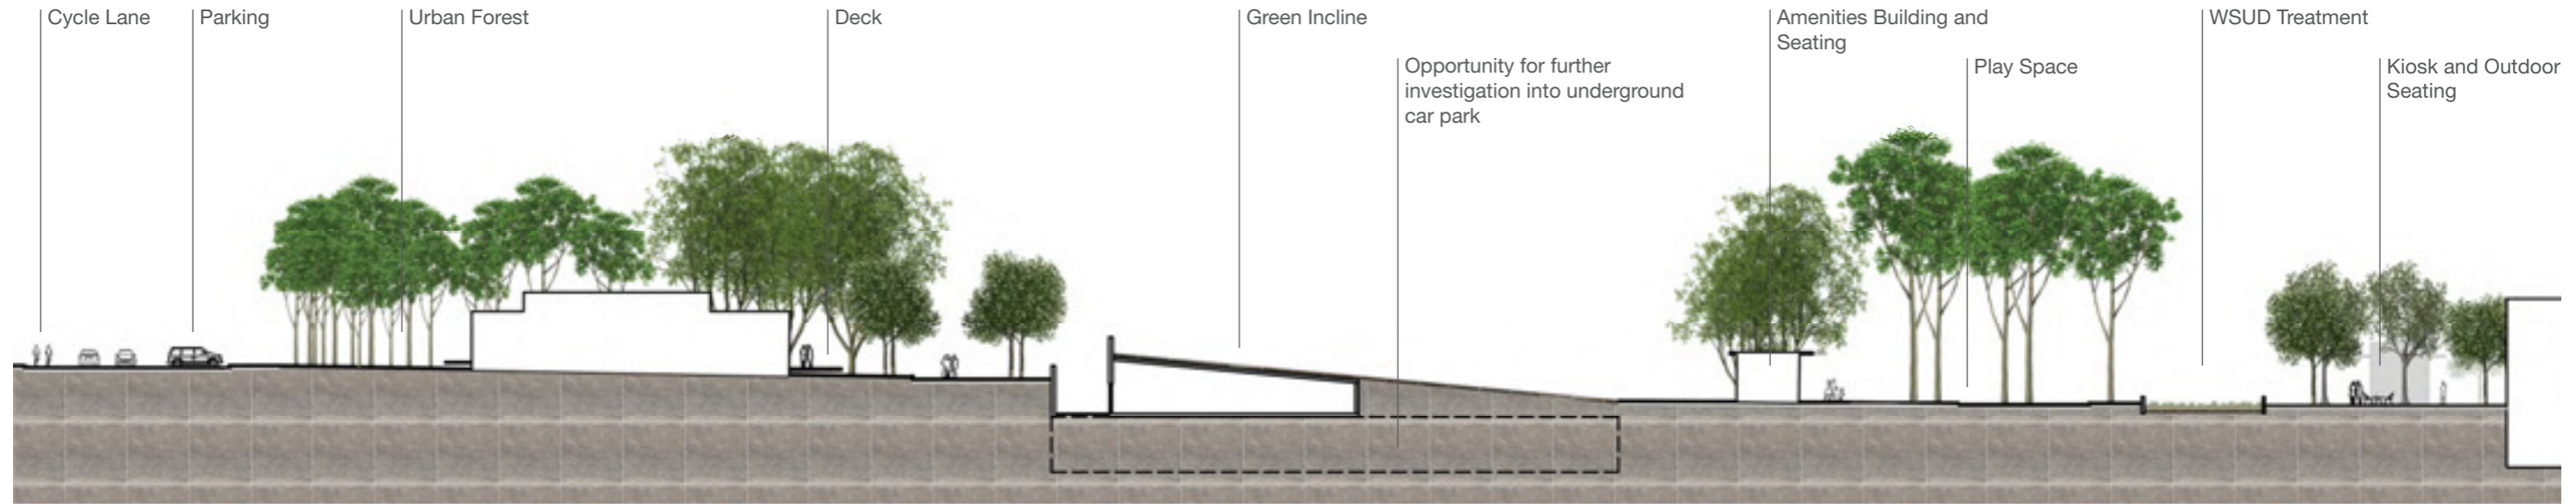 Cycle Lane
Parking
Urban Forest
Deck
Green Incline
Opportunity for further
investigation into underground
car park
Amenities Building and
Seating
Play Space
WSUD Treatment
Kiosk and Outdoor
Seating